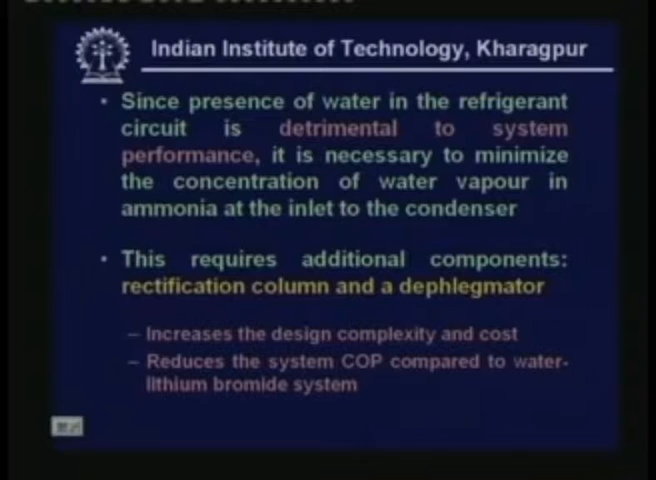 Indian Institute of Technology, Kharagpur
• Since presence of water in the refrigerant
circuit is detrimental to system
performance, it is necessary to minimize
the concentration of water vapour in
ammonia at the inlet to the condenser
• This requires additional components:
rectification column and a dephlegmator
– Increases the design complexity and cost
– Reduces the system COP compared to water-
lithium bromide system